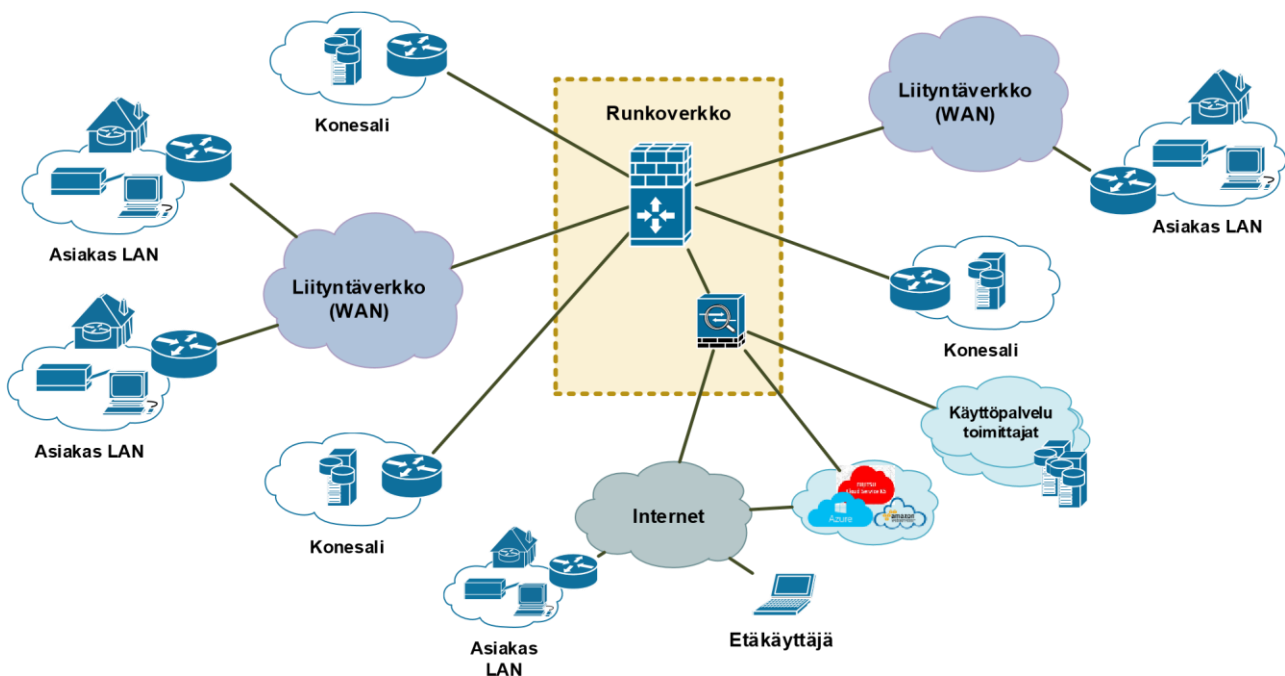 Konesali
Runkoverkko
Liityntäverkko
(WAN)
Asiakas LAN
Asiakas LAN
Liityntäverkko
(WAN)
Konesali
Asiakas LAN
Käyttöpalvelu
toimittajat
Konesali
Internet
Azure
amazon
Asiakas
LAN
Etäkäyttäjä